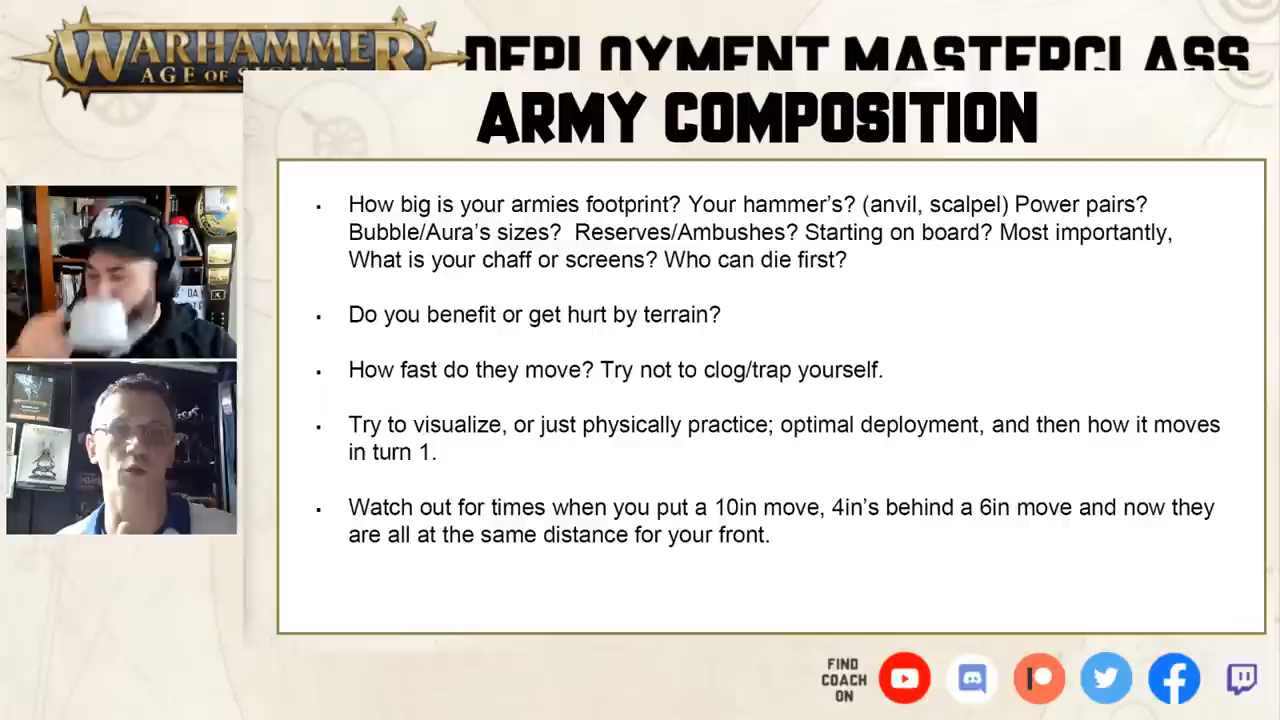 WARHAMMER
AGE OF SIGMAR
DEPLOYMENT MASTERCLASS
ARMY COMPOSITION
How big is your armies footprint? Your hammer's? (anvil, scalpel) Power pairs?
Bubble/Aura's sizes?  Reserves/Ambushes? Starting on board? Most importantly,
What is your chaff or screens? Who can die first?
Do you benefit or get hurt by terrain?
How fast do they move? Try not to clog/trap yourself.
Try to visualize, or just physically practice; optimal deployment, and then how it moves
in turn 1.
Watch out for times when you put a 10in move, 4in's behind a 6in move and now they
are all at the same distance for your front.
FIND
COACH
ON